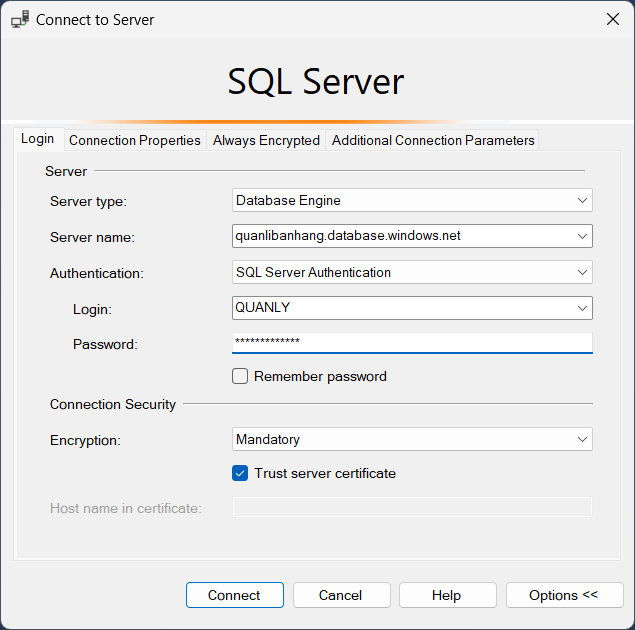 Connect to Server
SQL Server
Login Connection Properties Always Encrypted Additional Connection Parameters
Server
Server type: Database Engine
Server name: quanlibanhang.database.windows.net
Authentication: SQL Server Authentication
Login: QUANLY
Password: *************
Remember password
Connection Security
Encryption: Mandatory
Trust server certificate
Host name in certificate:
Connect Cancel Help Options <<